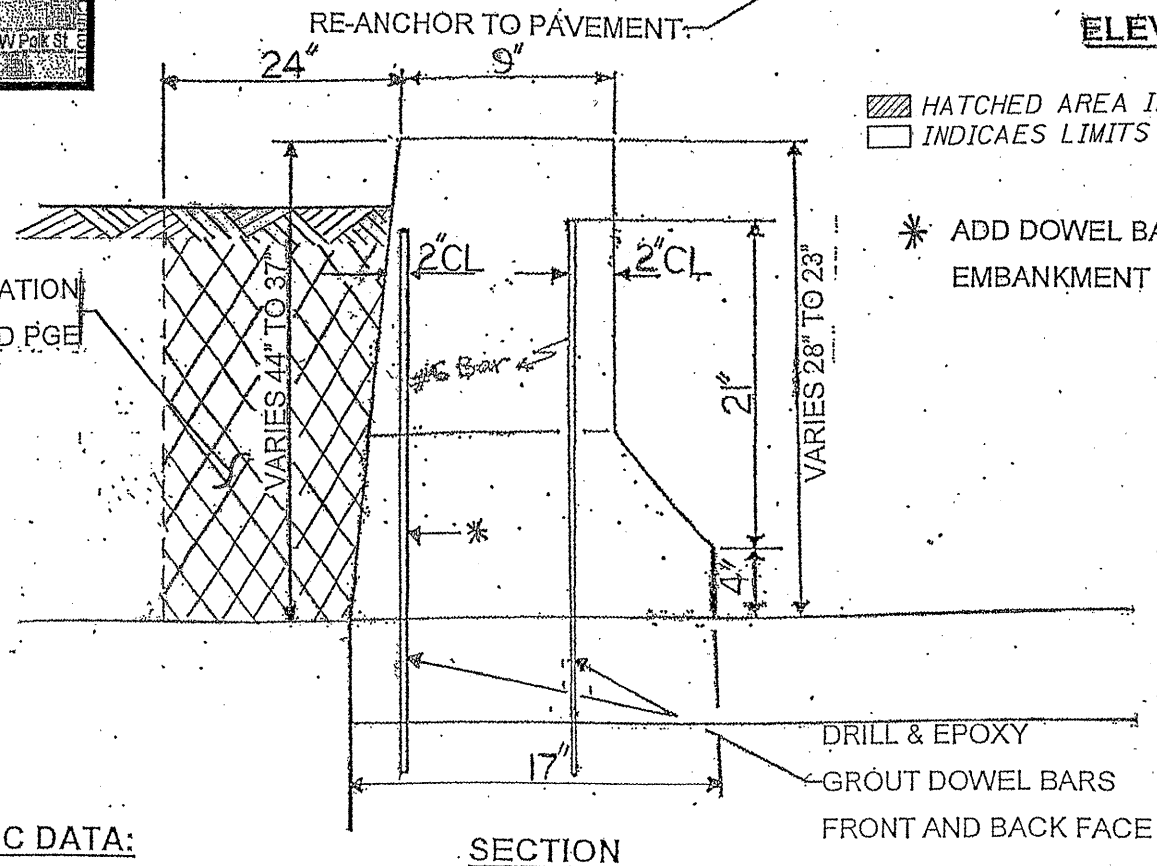 W Polk St
RE-ANCHOR TO PAVEMENT
ELEV
24"
9"
HATCHED AREA I
INDICAES LIMITS
* ADD DOWEL BA
EMBANKMENT
2"CL
2"CL
ATION
D PGE
VARIES 44" TO 37"
#6 Bar
21"
VARIES 28" TO 23"
*
4"
17"
DRILL & EPOXY
GROUT DOWEL BARS
FRONT AND BACK FACE
C DATA:
SECTION